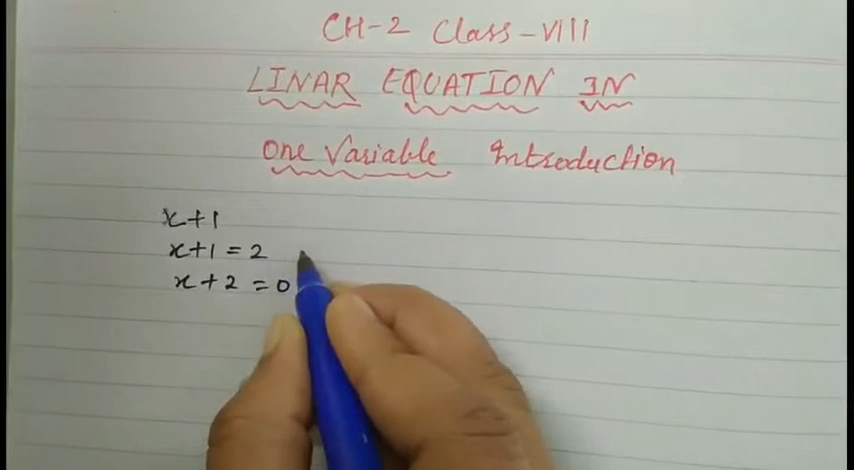 CH-2 Class-VIII
LINAR EQUATION IN
One Variable Introduction
x+1
x+1 = 2
x+2 = 0